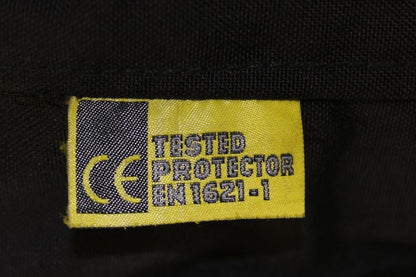 CE
TESTED
PROTECTOR
EN 1621-1